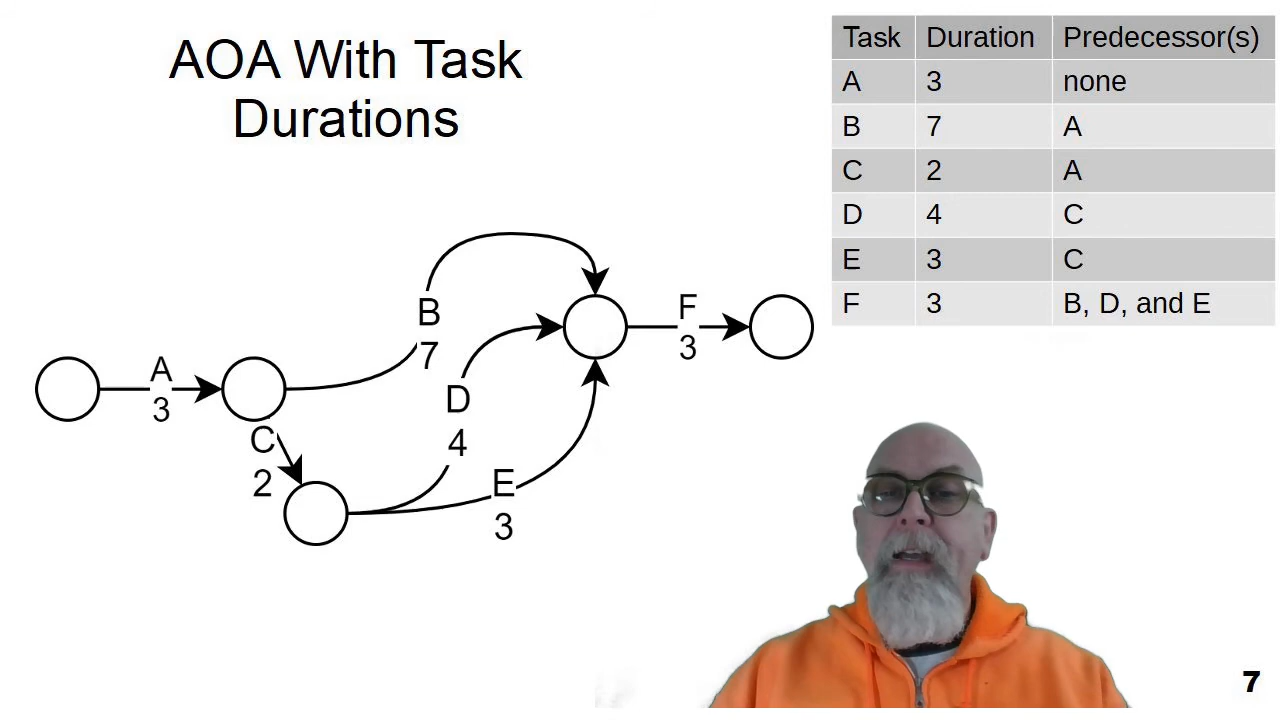 AOA With Task
Durations
Task Duration Predecessor(s)
A 3 none
B 7 A
C 2 A
D 4 C
E 3 C
F 3 B, D, and E
A
3
B
7
C
2
D
4
E
3
F
3
7